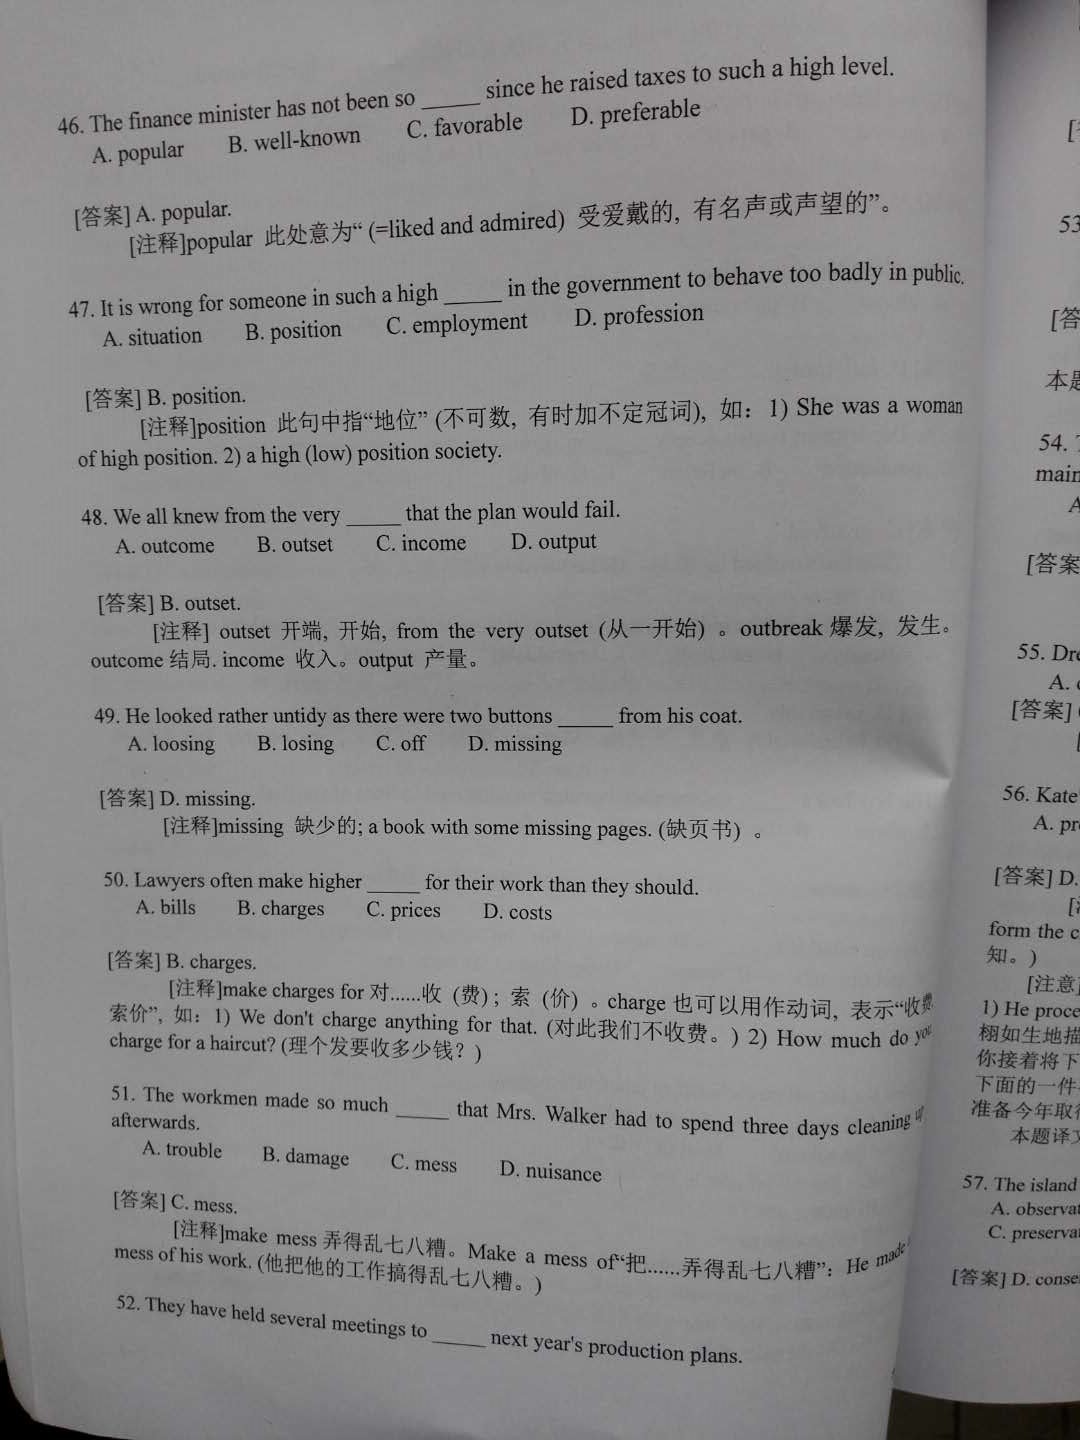 46. The finance minister has not been so _____ since he raised taxes to such a high level.
A. popular B. well-known C. favorable D. preferable
[答案] A. popular.
[注释]popular 此处意为“ (=liked and admired) 受爱戴的, 有名声或声望的”。
47. It is wrong for someone in such a high _____ in the government to behave too badly in public.
A. situation B. position C. employment D. profession
[答案] B. position.
[注释]position 此句中指“地位” (不可数, 有时加不定冠词), 如：1) She was a woman
of high position. 2) a high (low) position society.
48. We all knew from the very _____ that the plan would fail.
A. outcome B. outset C. income D. output
[答案] B. outset.
[注释] outset 开端, 开始, from the very outset (从一开始) 。outbreak 爆发, 发生。
outcome 结局. income 收入。output 产量。
49. He looked rather untidy as there were two buttons _____ from his coat.
A. loosing B. losing C. off D. missing
[答案] D. missing.
[注释]missing 缺少的; a book with some missing pages. (缺页书) 。
50. Lawyers often make higher _____ for their work than they should.
A. bills B. charges C. prices D. costs
[答案] B. charges.
[注释]make charges for 对......收 (费) ; 索 (价) 。charge 也可以用作动词, 表示“收费
索价”, 如：1) We don't charge anything for that. (对此我们不收费。) 2) How much do you
charge for a haircut? (理个发要收多少钱？)
51. The workmen made so much _____ that Mrs. Walker had to spend three days cleaning up
afterwards.
A. trouble B. damage C. mess D. nuisance
[答案] C. mess.
[注释]make mess 弄得乱七八糟。Make a mess of“把......弄得乱七八糟”：He made
mess of his work. (他把他的工作搞得乱七八糟。)
52. They have held several meetings to _____ next year's production plans.
53
[答
本题
54.
main
[答案
55. Dre
A.
[答案]
56. Kate
A. pr
[答案] D.
form the c
知。)
[注意]
1) He proce
栩如生地描
你接着将下
下面的一件
准备今年取得
本题译文
57. The island
A. observat
C. preserva
[答案] D. conse